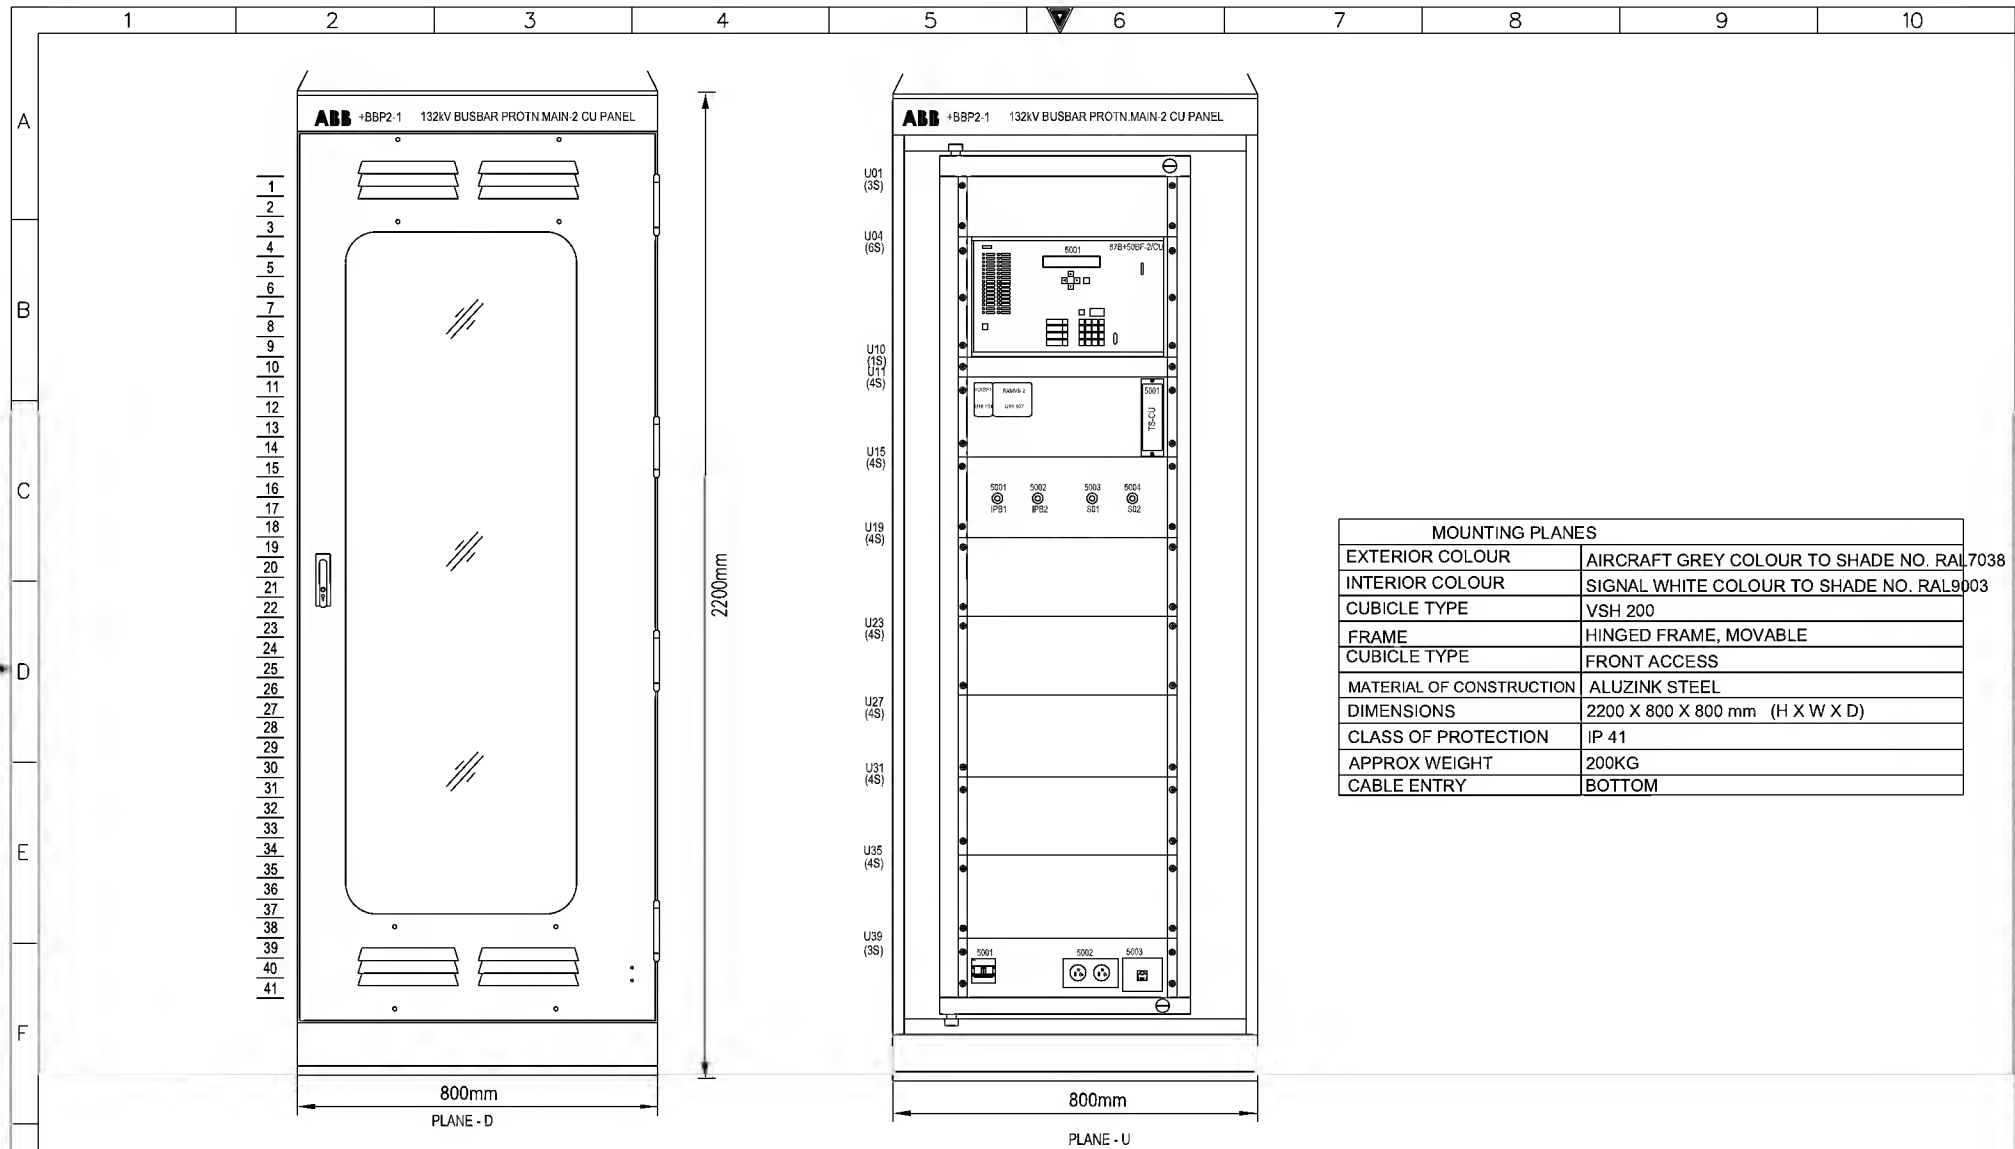 1 2 3 4 5 6 7 8 9 10
A
B
C
D
E
F
ABB +BBP2-1 132kV BUSBAR PROTN.MAIN-2 CU PANEL
1
2
3
4
5
6
7
8
9
10
11
12
13
14
15
16
17
18
19
20
21
22
23
24
25
26
27
28
29
30
31
32
33
34
35
36
37
38
39
40
41
2200mm
800mm
PLANE - D
ABB +BBP2-1 132kV BUSBAR PROTN.MAIN-2 CU PANEL
U01
(3S)
U04
(6S)
5001 87B+50BF-2/CU
U10
(1S)
U11
(4S)
5001
TS-CU
U15
(4S)
5001 5002 5003 5004
IPB1 IPB2 S01 S02
U19
(4S)
U23
(4S)
U27
(4S)
U31
(4S)
U35
(4S)
U39
(3S)
5001 5002 5003
800mm
PLANE - U
MOUNTING PLANES
EXTERIOR COLOUR AIRCRAFT GREY COLOUR TO SHADE NO. RAL7038
INTERIOR COLOUR SIGNAL WHITE COLOUR TO SHADE NO. RAL9003
CUBICLE TYPE VSH 200
FRAME HINGED FRAME, MOVABLE
CUBICLE TYPE FRONT ACCESS
MATERIAL OF CONSTRUCTION ALUZINK STEEL
DIMENSIONS 2200 X 800 X 800 mm (H X W X D)
CLASS OF PROTECTION IP 41
APPROX WEIGHT 200KG
CABLE ENTRY BOTTOM